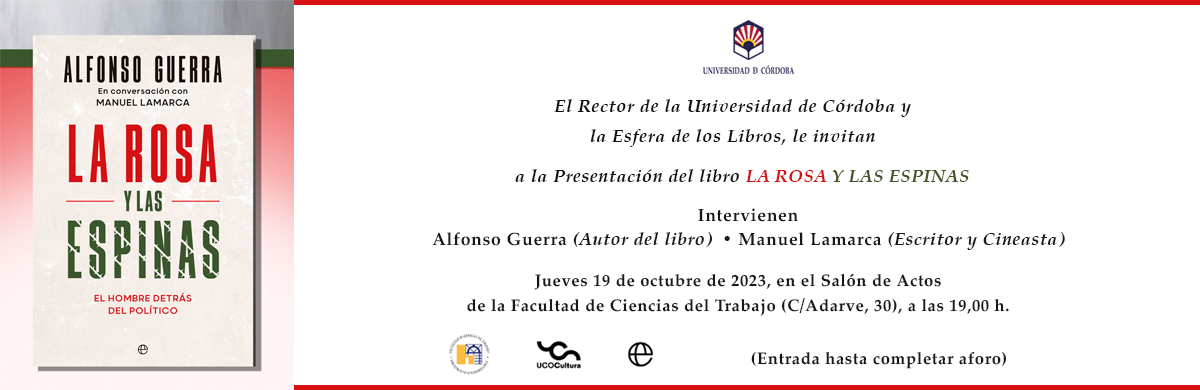 ALFONSO GUERRA
En conversación con
MANUEL LAMARCA
LA ROSA
Y LAS
ESPINAS
EL HOMBRE DETRÁS
DEL POLÍTICO
UNIVERSIDAD Ð CÓRDOBA
El Rector de la Universidad de Córdoba y
la Esfera de los Libros, le invitan
a la Presentación del libro LA ROSA Y LAS ESPINAS
Intervienen
Alfonso Guerra (Autor del libro) • Manuel Lamarca (Escritor y Cineasta)
Jueves 19 de octubre de 2023, en el Salón de Actos
de la Facultad de Ciencias del Trabajo (C/Adarve, 30), a las 19,00 h.
UCOCultura
(Entrada hasta completar aforo)